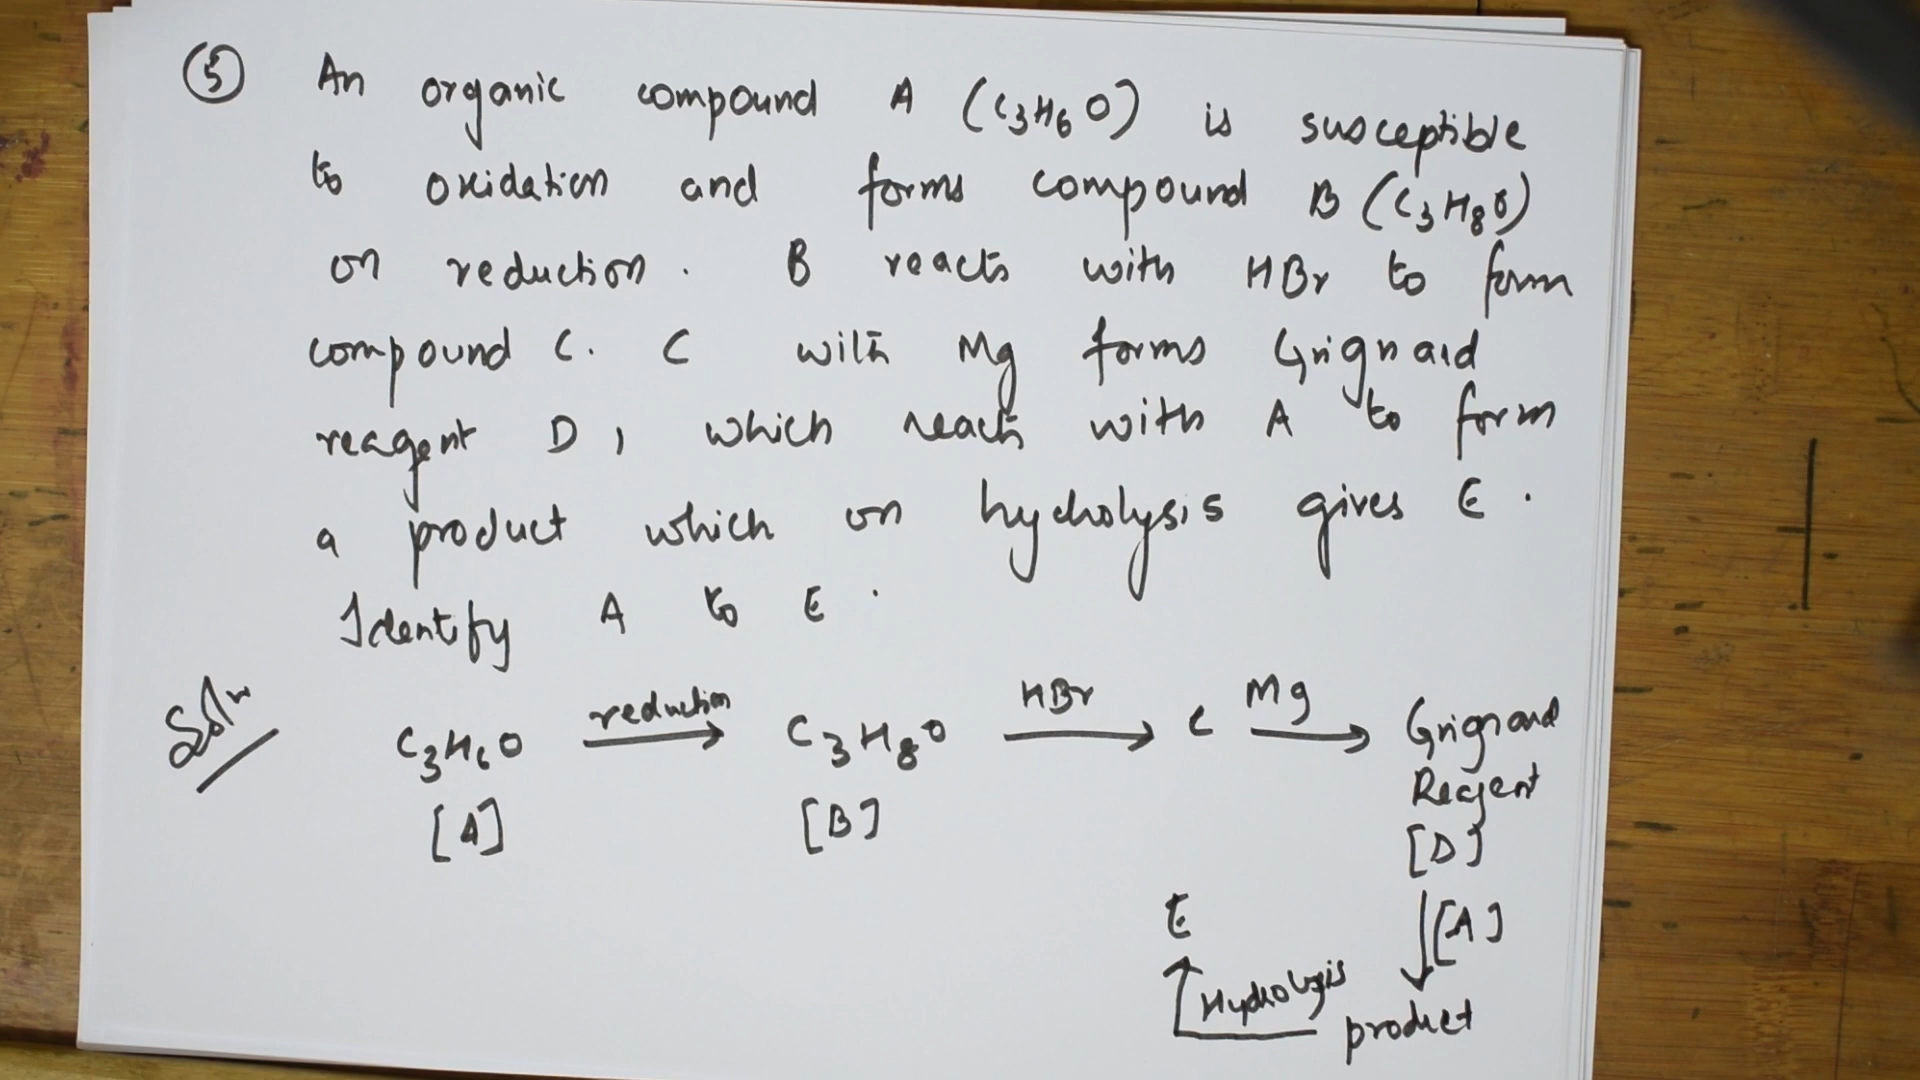 ⑤ An organic compound A (C₃H₆O) is susceptible
to oxidation and forms compound B (C₃H₈O)
on reduction. B reacts with HBr to form
compound C. C with Mg forms Grignard
reagent D, which reacts with A to form
a product which on hydrolysis gives E.
Identify A to E.
Soln
C₃H₆O reduction → C₃H₈O HBr → C Mg → Grignard
Reagent
[A] [B] [D]
E ↓ [A]
Hydrolysis product